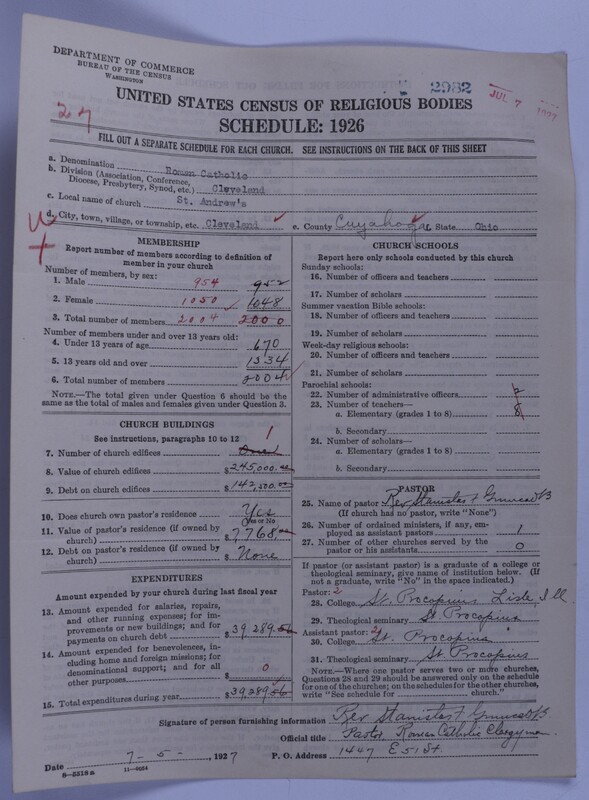 DEPARTMENT OF COMMERCE
BUREAU OF THE CENSUS
WASHINGTON
2982
JUL 7 1927
27
UNITED STATES CENSUS OF RELIGIOUS BODIES
SCHEDULE: 1926
FILL OUT A SEPARATE SCHEDULE FOR EACH CHURCH. SEE INSTRUCTIONS ON THE BACK OF THIS SHEET
a. Denomination Roman Catholic
b. Division (Association, Conference, Diocese, Presbytery, Synod, etc.) Cleveland
c. Local name of church St. Andrew's
d. City, town, village, or township, etc. Cleveland e. County Cuyahoga State Ohio
MEMBERSHIP
Report number of members according to definition of
member in your church
Number of members, by sex:
1. Male 954 952
2. Female 1050 1048
3. Total number of members 2004 2000
Number of members under and over 13 years old:
4. Under 13 years of age 670
5. 13 years old and over 1334
6. Total number of members 2004
NOTE.—The total given under Question 6 should be the
same as the total of males and females given under Question 3.
CHURCH BUILDINGS
See instructions, paragraphs 10 to 12
7. Number of church edifices 1
8. Value of church edifices $245,000.
9. Debt on church edifices $142,500.
10. Does church own pastor's residence Yes
(Yes or No)
11. Value of pastor's residence (if owned by
church) $7768.
12. Debt on pastor's residence (if owned by
church) $None
EXPENDITURES
Amount expended by your church during last fiscal year
13. Amount expended for salaries, repairs,
and other running expenses; for im-
provements or new buildings; and for
payments on church debt $39,289.56
14. Amount expended for benevolences, in-
cluding home and foreign missions; for
denominational support; and for all
other purposes $ 0
15. Total expenditures during year $39,289.56
CHURCH SCHOOLS
Report here only schools conducted by this church
Sunday schools:
16. Number of officers and teachers
17. Number of scholars
Summer vacation Bible schools:
18. Number of officers and teachers
19. Number of scholars
Week-day religious schools:
20. Number of officers and teachers
21. Number of scholars
Parochial schools:
22. Number of administrative officers
23. Number of teachers—
a. Elementary (grades 1 to 8) 8
b. Secondary
24. Number of scholars—
a. Elementary (grades 1 to 8)
b. Secondary
PASTOR
25. Name of pastor Rev Stanislas F
(If church has no pastor, write "None")
26. Number of ordained ministers, if any, em-
ployed as assistant pastors 1
27. Number of other churches served by the
pastor or his assistants 0
If pastor (or assistant pastor) is a graduate of a college or
theological seminary, give name of institution below. (If
not a graduate, write "No" in the space indicated.)
Pastor: 2
28. College St. Procopius Lisle, Ill
29. Theological seminary St. Procopius
Assistant pastor: 2
30. College St. Procopius
31. Theological seminary St. Procopius
NOTE.—Where one pastor serves two or more churches,
Questions 28 and 29 should be answered only on the schedule
for one of the churches; on the schedules for the other churches,
write "See schedule for church."
Signature of person furnishing information Rev Stanislas F
Official title Pastor Roman Catholic Clergyman
Date 7-5-, 1927 P. O. Address 1447 E 51 St
8-5518a 11-9054